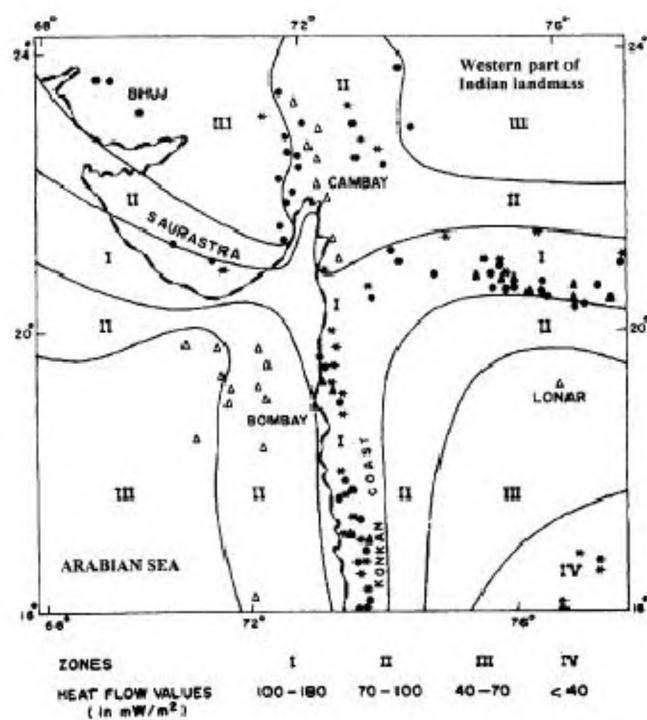 68° 72° 76°
24° 24°
Western part of
Indian landmass
II
BHUJ
III III
CAMBAY
II II
SAURASTRA
I I
I
II 20° II 20°
LONAR
BOMBAY
I
KONKAN COAST
III II II III
ARABIAN SEA
IV
18° 18°
68° 72° 76°
ZONES I II III IV
HEAT FLOW VALUES 100-180 70-100 40-70 <40
(in mW/m²)